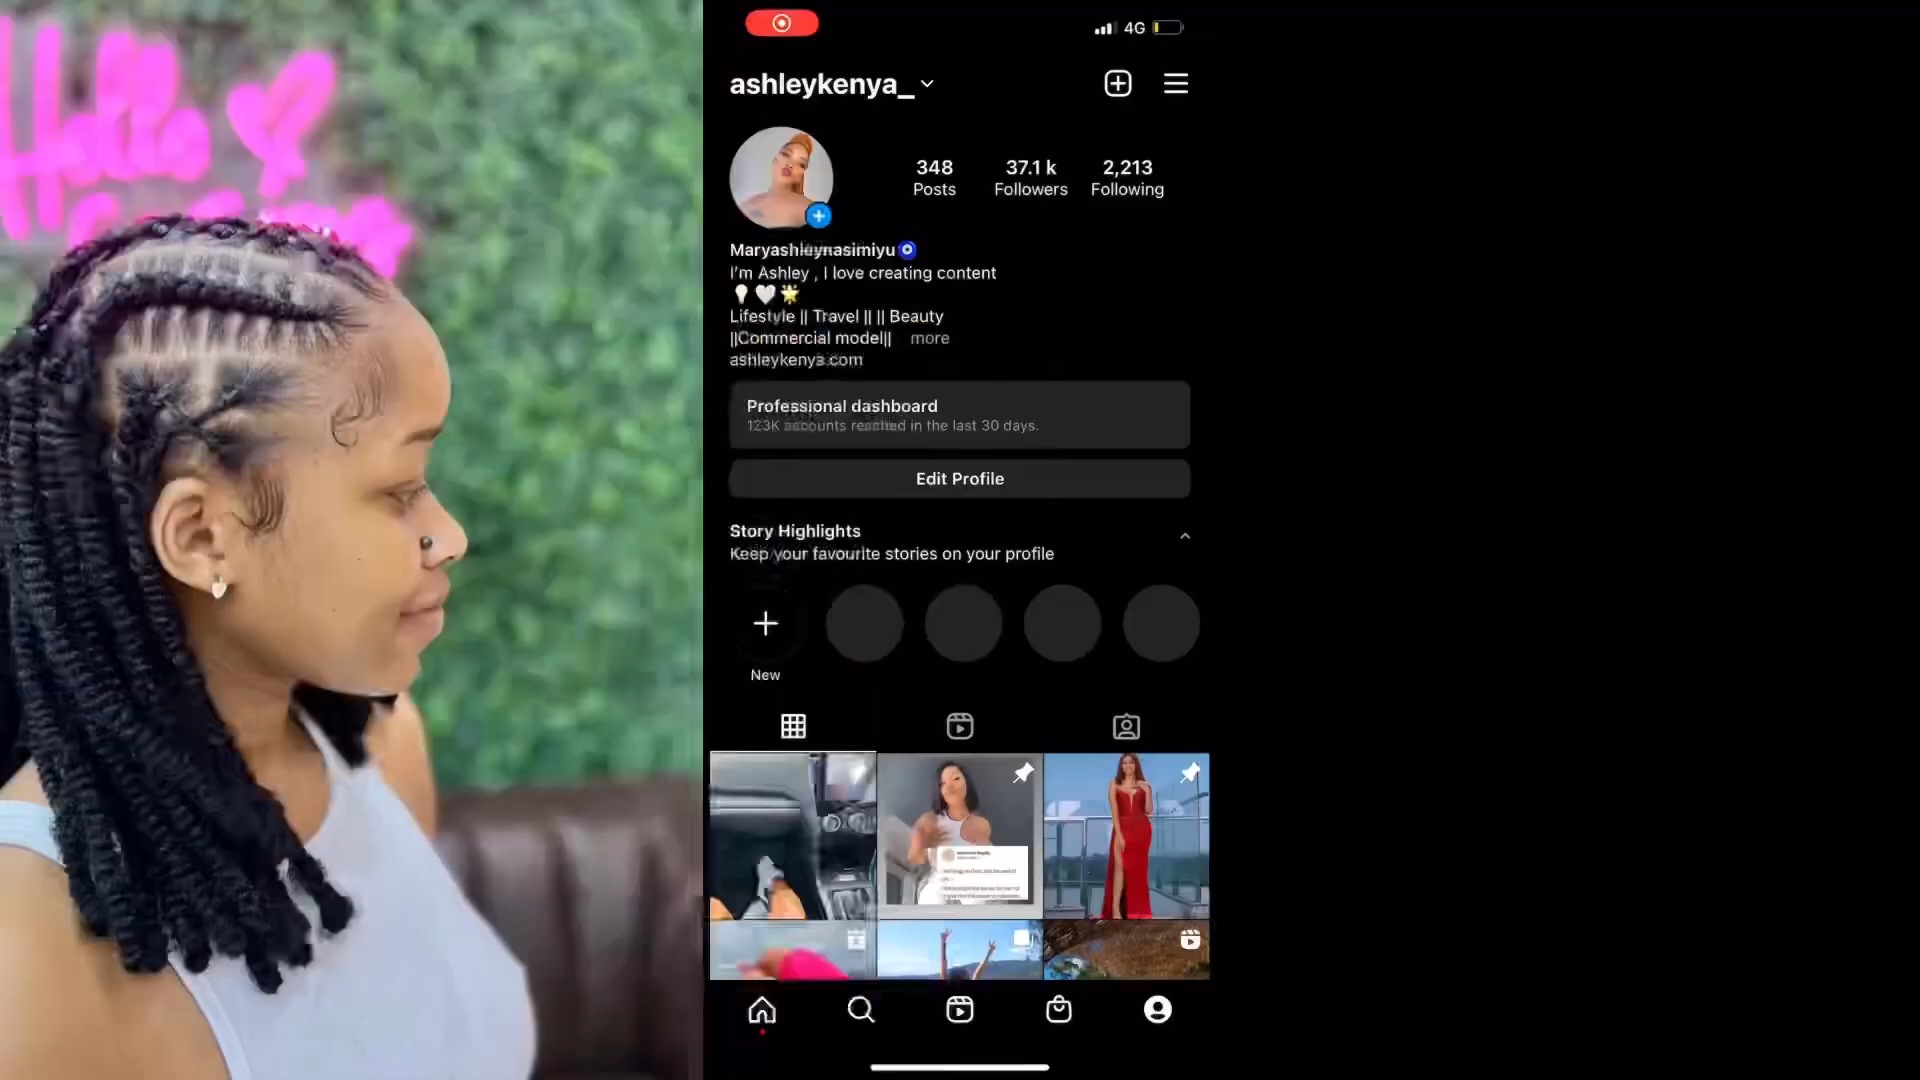 Hello
4G
ashleykenya_
348
Posts
37.1 k
Followers
2,213
Following
Maryashleynasimiyu
I'm Ashley , I love creating content
Lifestyle || Travel || || Beauty
||Commercial model|| more
ashleykenya.com
Professional dashboard
123K accounts reached in the last 30 days.
Edit Profile
Story Highlights
Keep your favourite stories on your profile
New